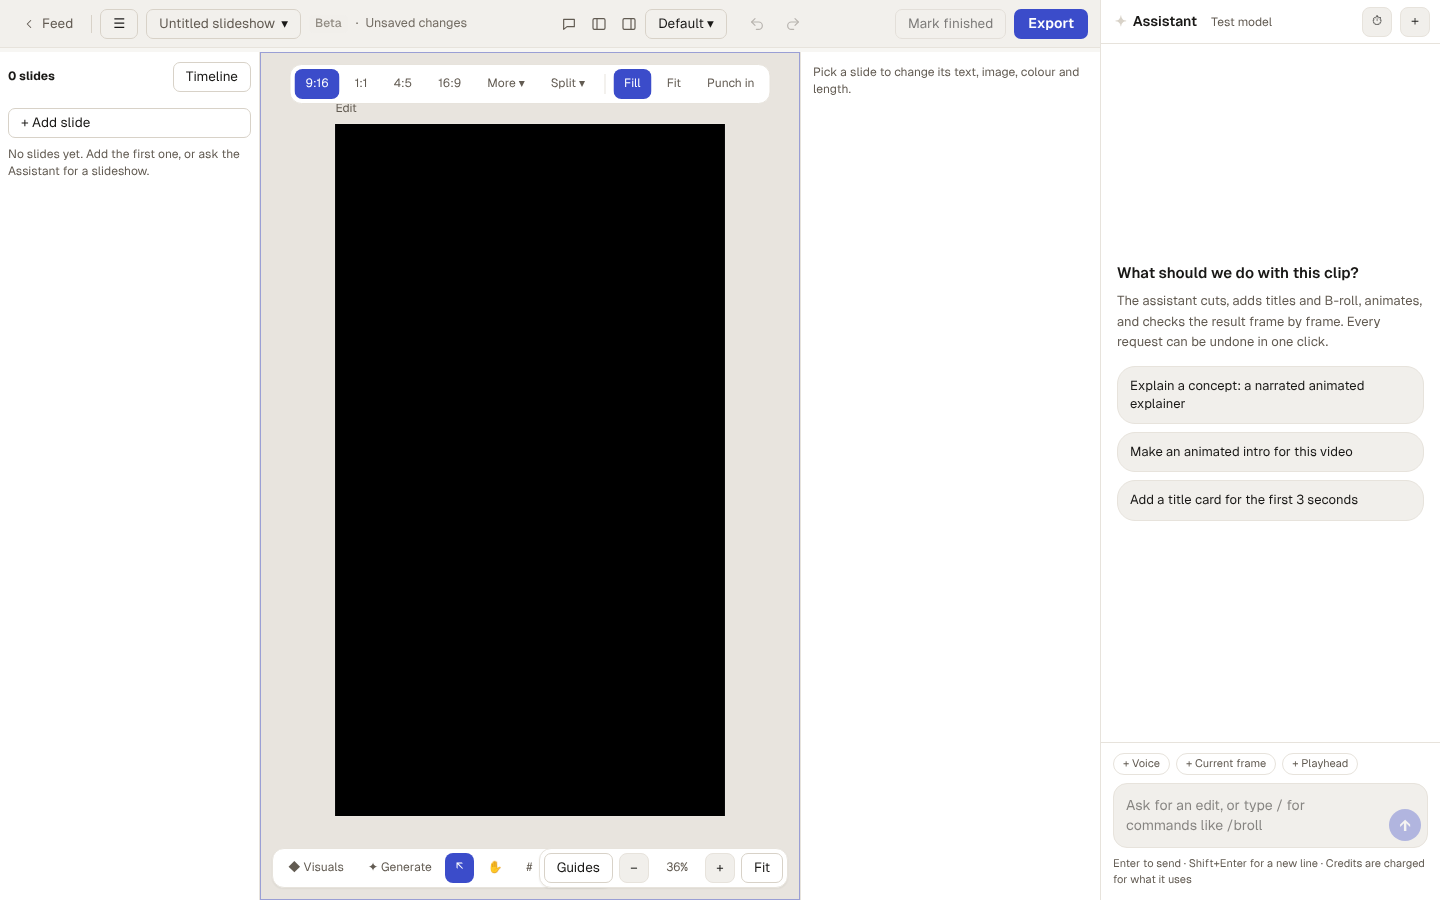 Feed
Untitled slideshow
Beta
· Unsaved changes
Default
Mark finished
Export
Assistant
Test model
0 slides
Timeline
+ Add slide
No slides yet. Add the first one, or ask the
Assistant for a slideshow.
9:16
1:1
4:5
16:9
More
Split
Fill
Fit
Punch in
Edit
Pick a slide to change its text, image, colour and
length.
What should we do with this clip?
The assistant cuts, adds titles and B-roll, animates,
and checks the result frame by frame. Every
request can be undone in one click.
Explain a concept: a narrated animated
explainer
Make an animated intro for this video
Add a title card for the first 3 seconds
+ Voice
+ Current frame
+ Playhead
Ask for an edit, or type / for
commands like /broll
Enter to send · Shift+Enter for a new line · Credits are charged
for what it uses
Visuals
Generate
#
Guides
−
36%
+
Fit